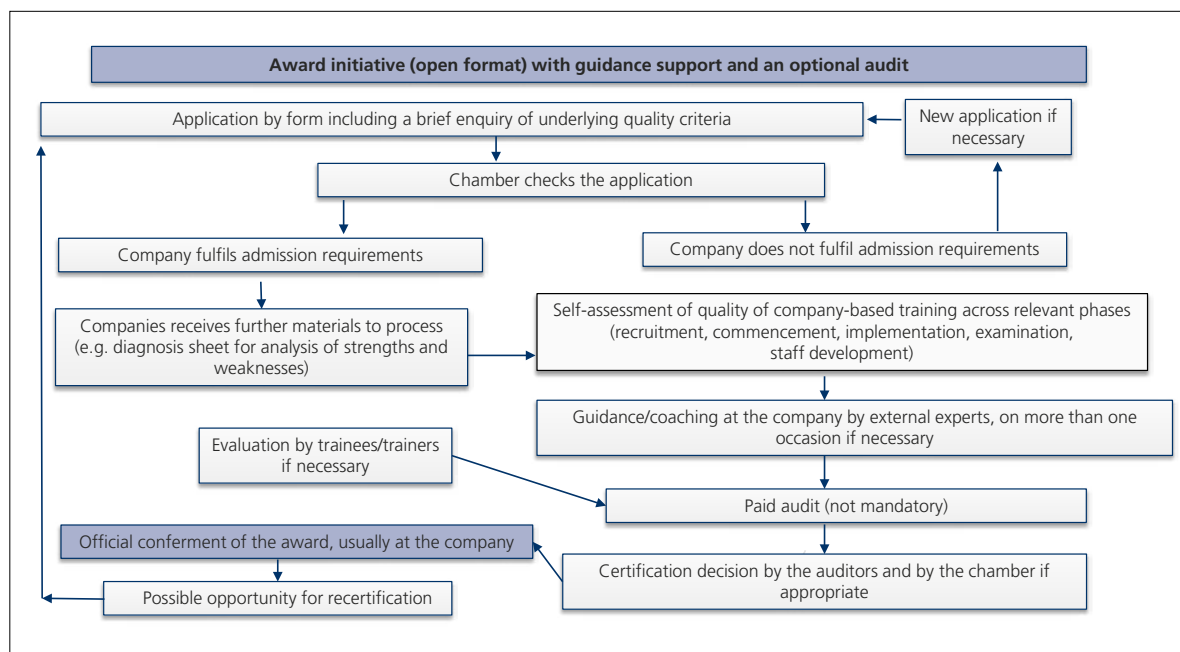 Award initiative (open format) with guidance support and an optional audit
Application by form including a brief enquiry of underlying quality criteria
New application if
necessary
Chamber checks the application
Company fulfils admission requirements
Company does not fulfil admission requirements
Companies receives further materials to process
(e.g. diagnosis sheet for analysis of strengths and
weaknesses)
Self-assessment of quality of company-based training across relevant phases
(recruitment, commencement, implementation, examination,
staff development)
Guidance/coaching at the company by external experts, on more than one
occasion if necessary
Evaluation by trainees/trainers
if necessary
Paid audit (not mandatory)
Official conferment of the award, usually at the company
Certification decision by the auditors and by the chamber if
appropriate
Possible opportunity for recertification